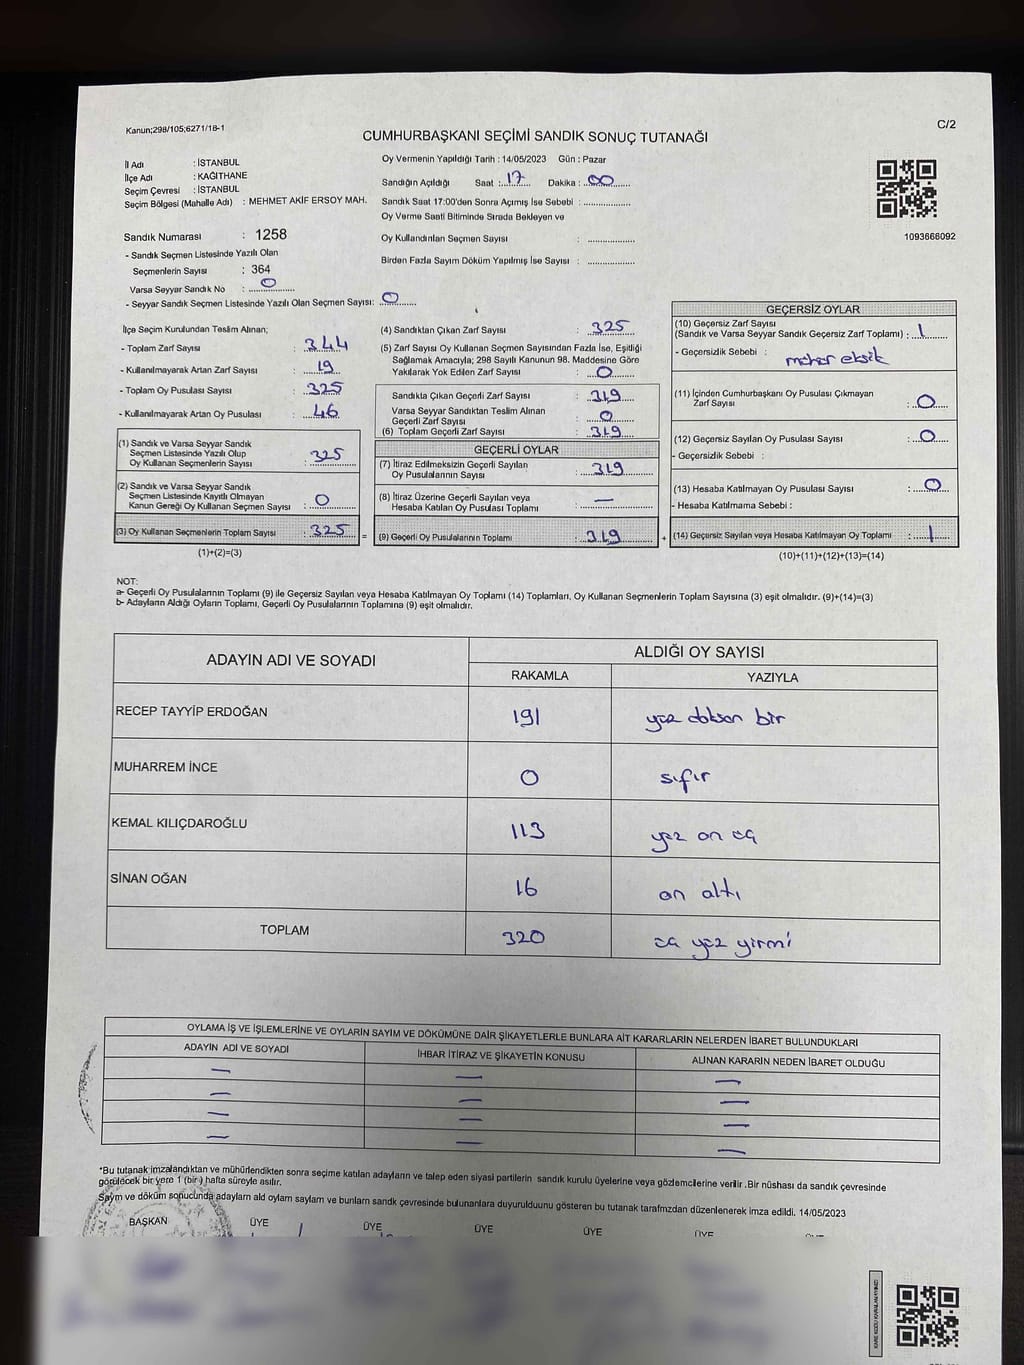 Kanun;298/105;6271/18-1
C/2
CUMHURBAŞKANI SEÇİMİ SANDIK SONUÇ TUTANAĞI
İl Adı : İSTANBUL
İlçe Adı : KAĞITHANE
Seçim Çevresi : İSTANBUL
Seçim Bölgesi (Mahalle Adı) : MEHMET AKİF ERSOY MAH.
Sandık Numarası : 1258
- Sandık Seçmen Listesinde Yazılı Olan
Seçmenlerin Sayısı : 364
Varsa Seyyar Sandık No : 0
- Seyyar Sandık Seçmen Listesinde Yazılı Olan Seçmen Sayısı: 0
Oy Vermenin Yapıldığı Tarih : 14/05/2023 Gün : Pazar
Sandığın Açıldığı Saat : 17 Dakika : 00
Sandık Saat 17:00'den Sonra Açımış İse Sebebi :
Oy Verme Saati Bitiminde Sırada Bekleyen ve
Oy Kullandırılan Seçmen Sayısı :
Birden Fazla Sayım Döküm Yapılmış İse Sayısı :
1093668092
İlçe Seçim Kurulundan Teslim Alınan;
- Toplam Zarf Sayısı : 344
- Kullanılmayarak Artan Zarf Sayısı : 19
- Toplam Oy Pusulası Sayısı : 325
- Kullanılmayarak Artan Oy Pusulası : 46
(1) Sandık ve Varsa Seyyar Sandık
Seçmen Listesinde Yazılı Olup
Oy Kullanan Seçmenlerin Sayısı : 325
(2) Sandık ve Varsa Seyyar Sandık
Seçmen Listesinde Kayıtlı Olmayan
Kanun Gereği Oy Kullanan Seçmen Sayısı : 0
(3) Oy Kullanan Seçmenlerin Toplam Sayısı : 325
(1)+(2)=(3)
=
(4) Sandıktan Çıkan Zarf Sayısı : 325
(5) Zarf Sayısı Oy Kullanan Seçmen Sayısından Fazla İse, Eşitliği
Sağlamak Amacıyla; 298 Sayılı Kanunun 98. Maddesine Göre
Yakılarak Yok Edilen Zarf Sayısı : 0
Sandıkla Çıkan Geçerli Zarf Sayısı : 319
Varsa Seyyar Sandıktan Teslim Alınan
Geçerli Zarf Sayısı : 0
(6) Toplam Geçerli Zarf Sayısı : 319
GEÇERLİ OYLAR
(7) İtiraz Edilmeksizin Geçerli Sayılan
Oy Pusulasının Sayısı : 319
(8) İtiraz Üzerine Geçerli Sayılan veya
Hesaba Katılan Oy Pusulası Toplamı : —
(9) Geçerli Oy Pusulalarının Toplamı : 319
+
GEÇERSİZ OYLAR
(10) Geçersiz Zarf Sayısı
(Sandık ve Varsa Seyyar Sandık Geçersiz Zarf Toplamı) : 1
- Geçersizlik Sebebi : mühür eksik
(11) İçinden Cumhurbaşkanı Oy Pusulası Çıkmayan
Zarf Sayısı : 0
(12) Geçersiz Sayılan Oy Pusulası Sayısı : 0
- Geçersizlik Sebebi :
(13) Hesaba Katılmayan Oy Pusulası Sayısı : 0
- Hesaba Katılmama Sebebi :
(14) Geçersiz Sayılan veya Hesaba Katılmayan Oy Toplamı : 1
(10)+(11)+(12)+(13)=(14)
NOT:
a- Geçerli Oy Pusulalarının Toplamı (9) ile Geçersiz Sayılan veya Hesaba Katılmayan Oy Toplamı (14) Toplamları, Oy Kullanan Seçmenlerin Toplam Sayısına (3) eşit olmalıdır. (9)+(14)=(3)
b- Adayların Aldığı Oyların Toplamı, Geçerli Oy Pusulalarının Toplamına (9) eşit olmalıdır.
ADAYIN ADI VE SOYADI
ALDIĞI OY SAYISI
RAKAMLA YAZIYLA
RECEP TAYYİP ERDOĞAN 191 yüz doksan bir
MUHARREM İNCE 0 sıfır
KEMAL KILIÇDAROĞLU 113 yüz on üç
SİNAN OĞAN 16 on altı
TOPLAM 320 üç yüz yirmi
OYLAMA İŞ VE İŞLEMLERİNE VE OYLARIN SAYIM VE DÖKÜMÜNE DAİR ŞİKAYETLERLE BUNLARA AİT KARARLARIN NELERDEN İBARET BULUNDUKLARI
ADAYIN ADI VE SOYADI İHBAR İTİRAZ VE ŞİKAYETİN KONUSU ALINAN KARARIN NEDEN İBARET OLDUĞU
— — —
— — —
— — —
— — —
*Bu tutanak imzalandıktan ve mühürlendikten sonra seçime katılan adayların ve talep eden siyasi partilerin sandık kurulu üyelerine veya gözlemcilerine verilir .Bir nüshası da sandık çevresinde
görülecek bir yere 1 (bir) hafta süreyle asılır.
Sayım ve döküm sonucunda adayların ald oyların sayların ve bunların sandık çevresinde bulunanlara duyurulduunu gösteren bu tutanak tarafmzdan düzenlenerek imza edildi. 14/05/2023
BAŞKAN ÜYE ÜYE ÜYE ÜYE ÜYE ÜYE